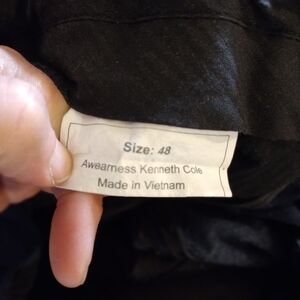 Size: 48
Awearness Kenneth Cole
Made in Vietnam